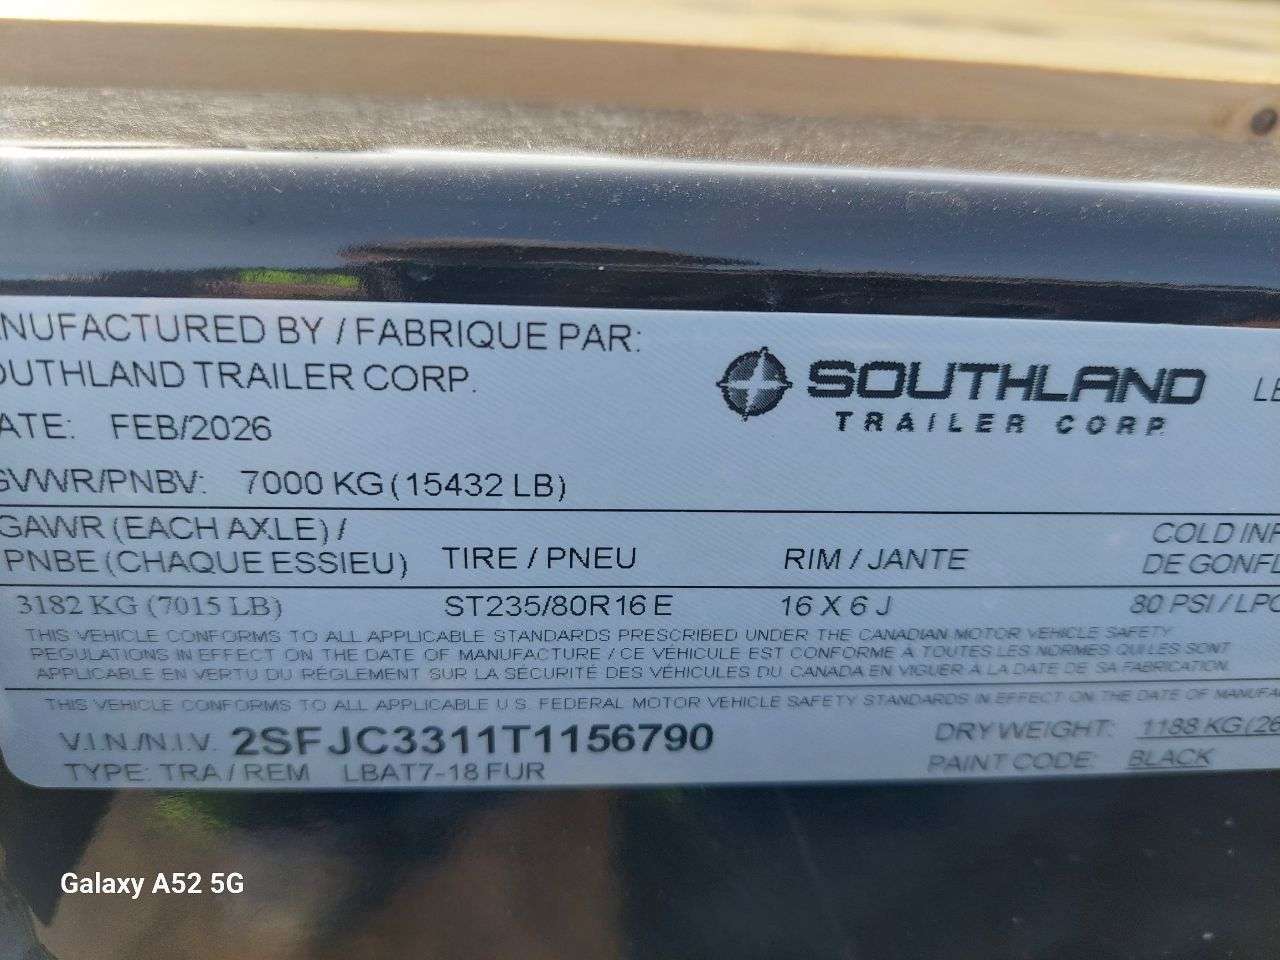 NUFACTURED BY / FABRIQUE PAR:
OUTHLAND TRAILER CORP.
SOUTHLAND
TRAILER CORP
LE
ATE: FEB/2026
GVWR/PNBV: 7000 KG (15432 LB)
GAWR (EACH AXLE) /
PNBE (CHAQUE ESSIEU)
TIRE / PNEU
RIM / JANTE
COLD INF
DE GONFL
3182 KG (7015 LB)
ST235/80R16 E
16 X 6 J
80 PSI / LPC
THIS VEHICLE CONFORMS TO ALL APPLICABLE STANDARDS PRESCRIBED UNDER THE CANADIAN MOTOR VEHICLE SAFETY
REGULATIONS IN EFFECT ON THE DATE OF MANUFACTURE / CE VÉHICULE EST CONFORME À TOUTES LES NORMES QUI LES SONT
APPLICABLE EN VERTU DU RÉGLEMENT SUR LA SÉCURITÉ DES VÉHICULES DU CANADA EN VIGUER À LA DATE DE SA FABRICATION.
THIS VEHICLE CONFORMS TO ALL APPLICABLE U.S. FEDERAL MOTOR VEHICLE SAFETY STANDARDS IN EFFECT ON THE DATE OF MANUFA
V.I.N./N.I.V. 2SFJC3311T1156790
DRY WEIGHT: 1188 KG (26
TYPE: TRA / REM LBAT7-18 FUR
PAINT CODE: BLACK
Galaxy A52 5G